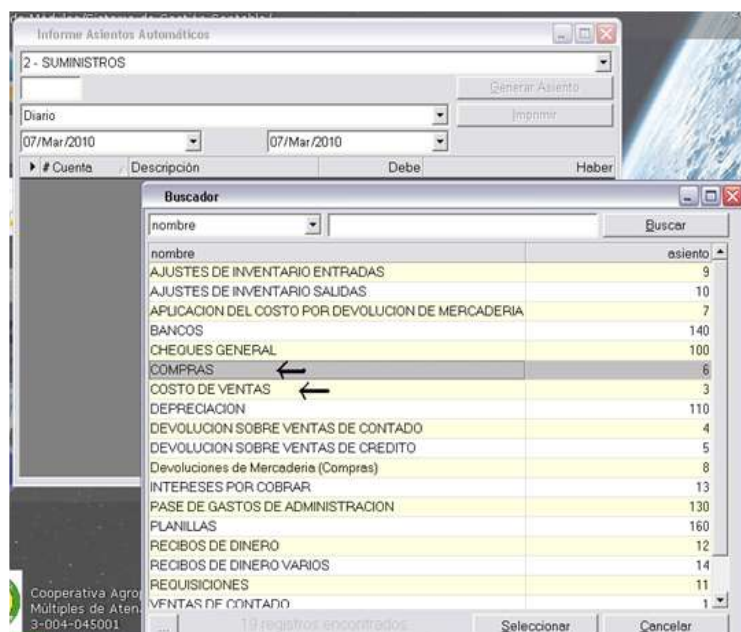 Informe Asientos Automáticos
2 - SUMINISTROS
Generar Asiento
Diario
Imprimir
07/Mar/2010 07/Mar/2010
# Cuenta Descripción Debe Haber
Buscador
nombre Buscar
nombre asiento
AJUSTES DE INVENTARIO ENTRADAS 9
AJUSTES DE INVENTARIO SALIDAS 10
APLICACION DEL COSTO POR DEVOLUCION DE MERCADERIA 7
BANCOS 140
CHEQUES GENERAL 100
COMPRAS 6
COSTO DE VENTAS 3
DEPRECIACION 110
DEVOLUCION SOBRE VENTAS DE CONTADO 4
DEVOLUCION SOBRE VENTAS DE CREDITO 5
Devoluciones de Mercaderia (Compras) 8
INTERESES POR COBRAR 13
PASE DE GASTOS DE ADMINISTRACION 130
PLANILLAS 160
RECIBOS DE DINERO 12
RECIBOS DE DINERO VARIOS 14
REQUISICIONES 11
VENTAS DE CONTADO 1
... 19 registros encontrados Seleccionar Cancelar
Cooperativa Agro
Múltiples de Aten
3-004-045001